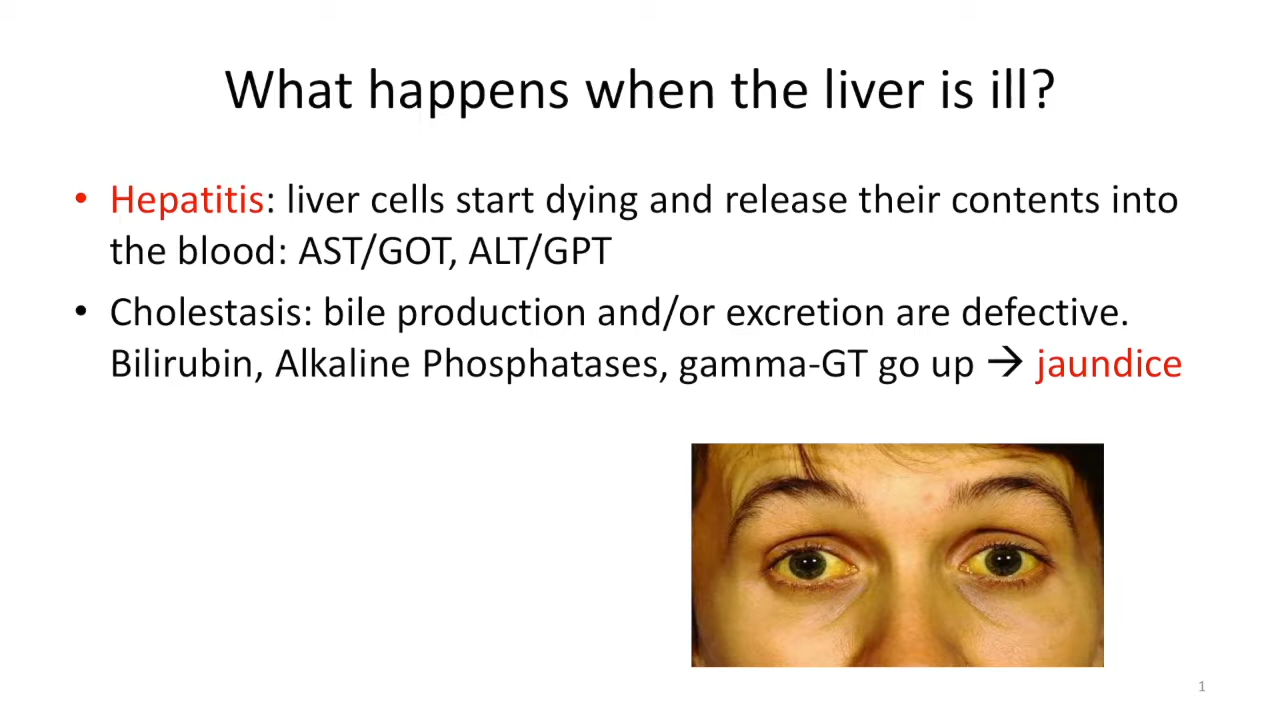 What happens when the liver is ill?
• Hepatitis: liver cells start dying and release their contents into
the blood: AST/GOT, ALT/GPT
• Cholestasis: bile production and/or excretion are defective.
Bilirubin, Alkaline Phosphatases, gamma-GT go up → jaundice
1